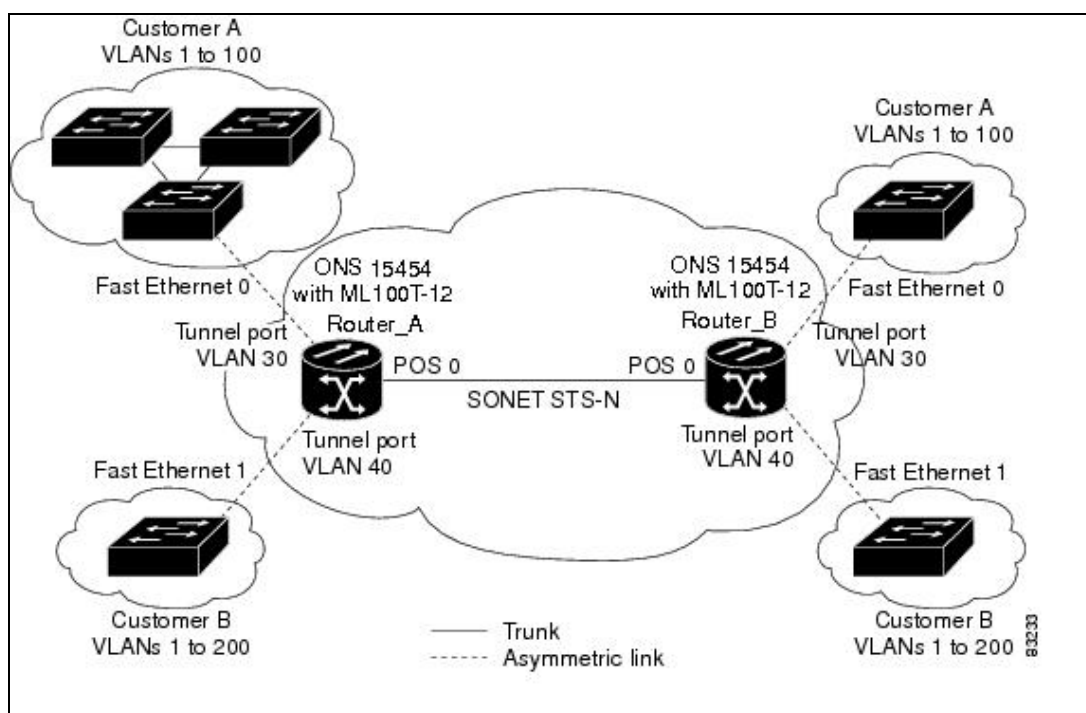 Customer A
VLANs 1 to 100
Customer A
VLANs 1 to 100
Fast Ethernet 0
ONS 15454
with ML100T-12
Router_A
ONS 15454
with ML100T-12
Router_B
Fast Ethernet 0
Tunnel port
VLAN 30
Tunnel port
VLAN 30
POS 0
POS 0
SONET STS-N
Tunnel port
VLAN 40
Tunnel port
VLAN 40
Fast Ethernet 1
Fast Ethernet 1
Customer B
VLANs 1 to 200
Trunk
Asymmetric link
Customer B
VLANs 1 to 200
83233